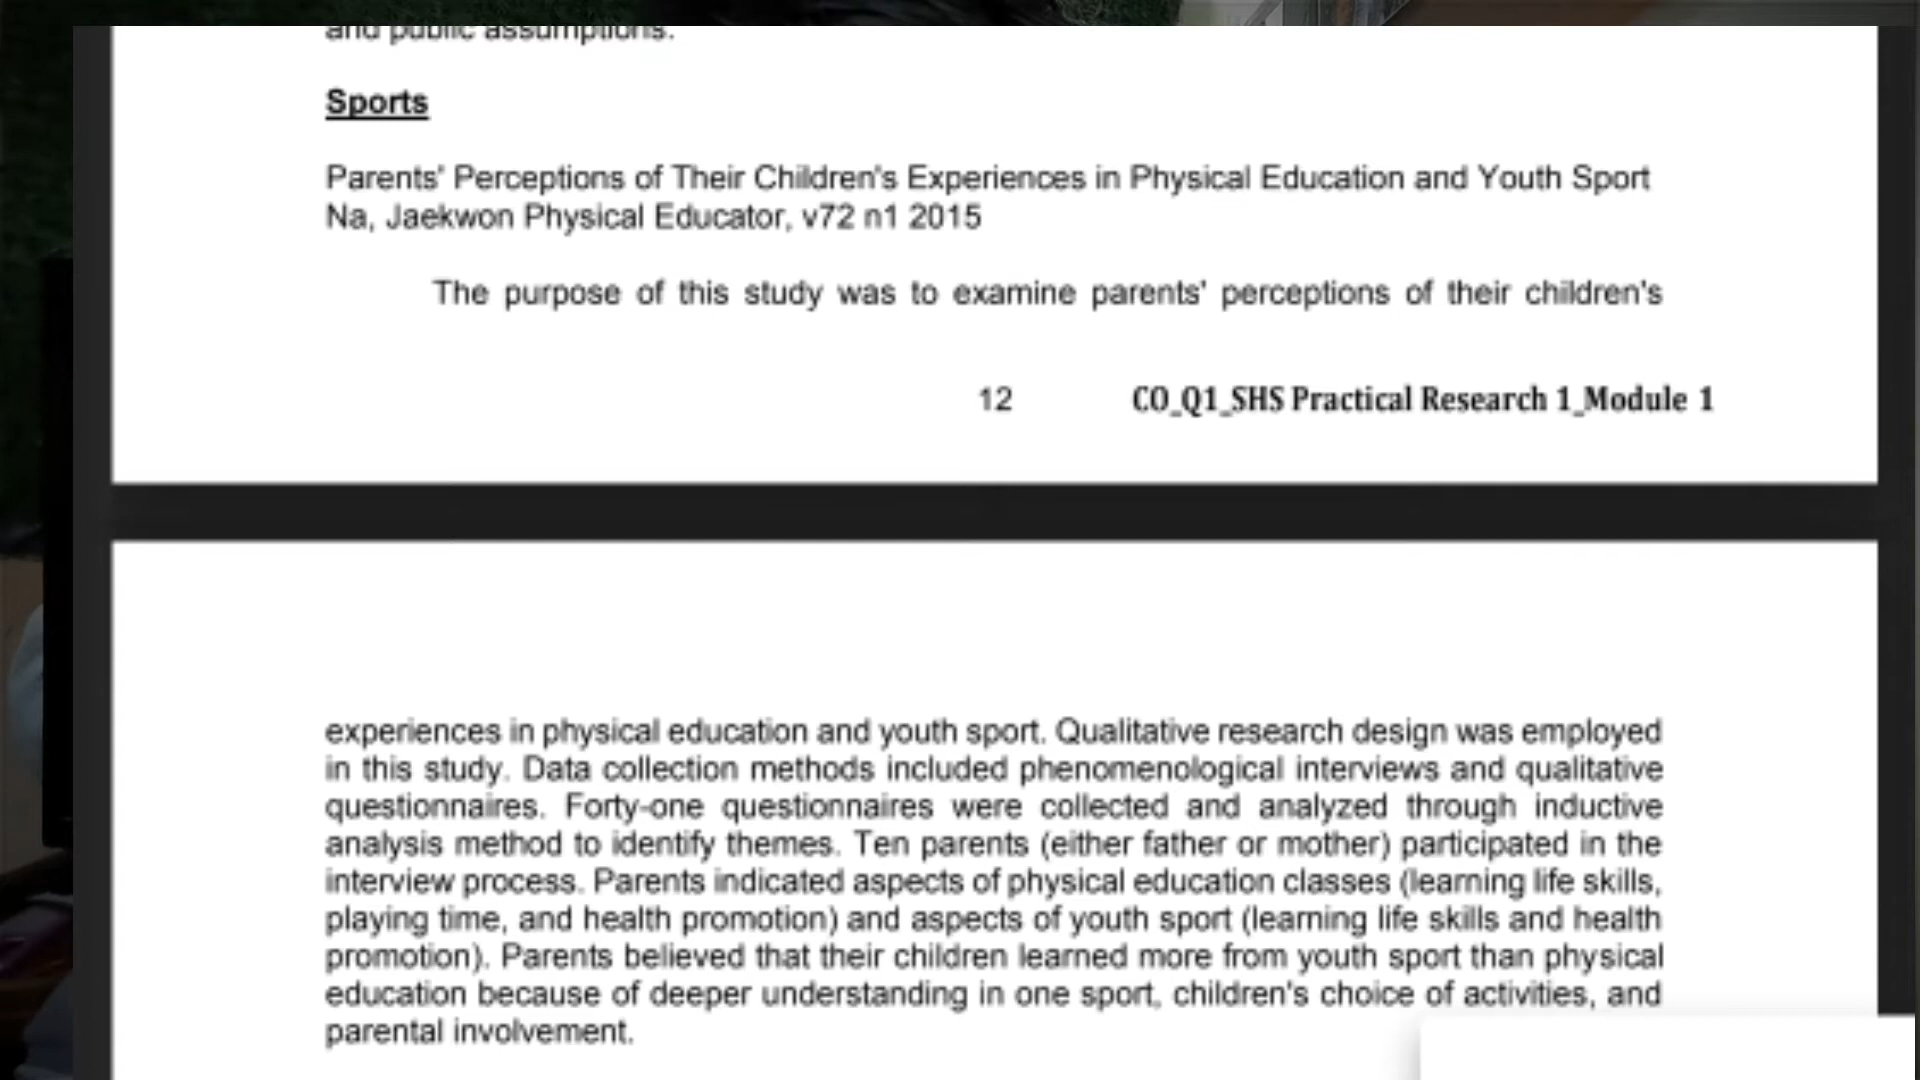 and public assumptions.
Sports
Parents' Perceptions of Their Children's Experiences in Physical Education and Youth Sport
Na, Jaekwon Physical Educator, v72 n1 2015
The purpose of this study was to examine parents' perceptions of their children's
12 CO_Q1_SHS Practical Research 1_Module 1
experiences in physical education and youth sport. Qualitative research design was employed
in this study. Data collection methods included phenomenological interviews and qualitative
questionnaires. Forty-one questionnaires were collected and analyzed through inductive
analysis method to identify themes. Ten parents (either father or mother) participated in the
interview process. Parents indicated aspects of physical education classes (learning life skills,
playing time, and health promotion) and aspects of youth sport (learning life skills and health
promotion). Parents believed that their children learned more from youth sport than physical
education because of deeper understanding in one sport, children's choice of activities, and
parental involvement.